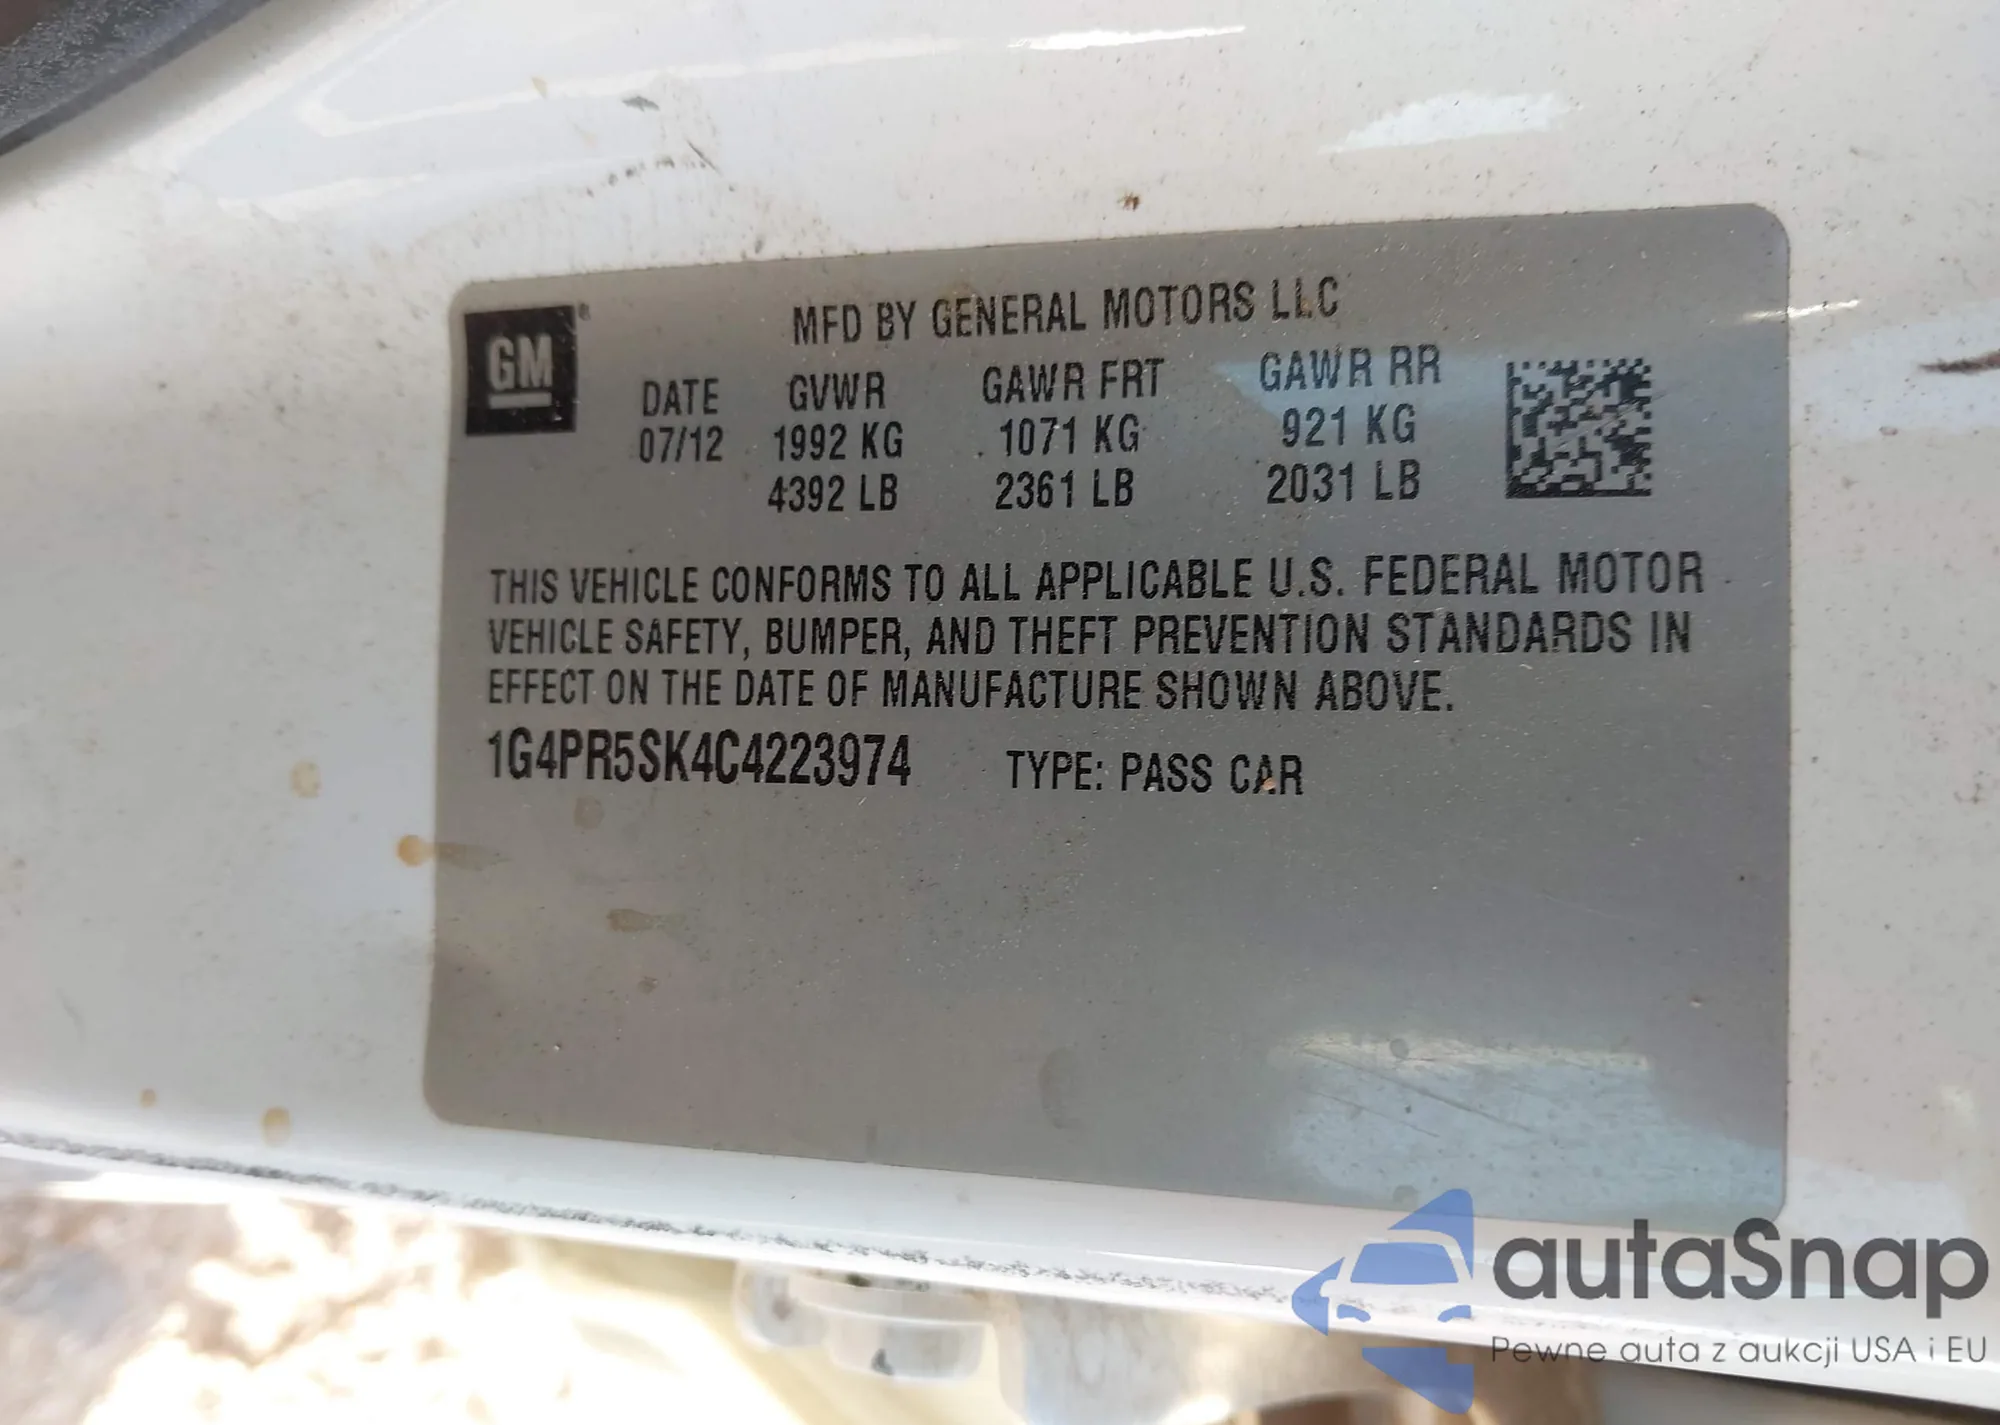 GM®
MFD BY GENERAL MOTORS LLC
DATE GVWR GAWR FRT GAWR RR
07/12 1992 KG 1071 KG 921 KG
4392 LB 2361 LB 2031 LB
THIS VEHICLE CONFORMS TO ALL APPLICABLE U.S. FEDERAL MOTOR
VEHICLE SAFETY, BUMPER, AND THEFT PREVENTION STANDARDS IN
EFFECT ON THE DATE OF MANUFACTURE SHOWN ABOVE.
1G4PR5SK4C4223974 TYPE: PASS CAR
autaSnap
Pewne auta z aukcji USA i EU